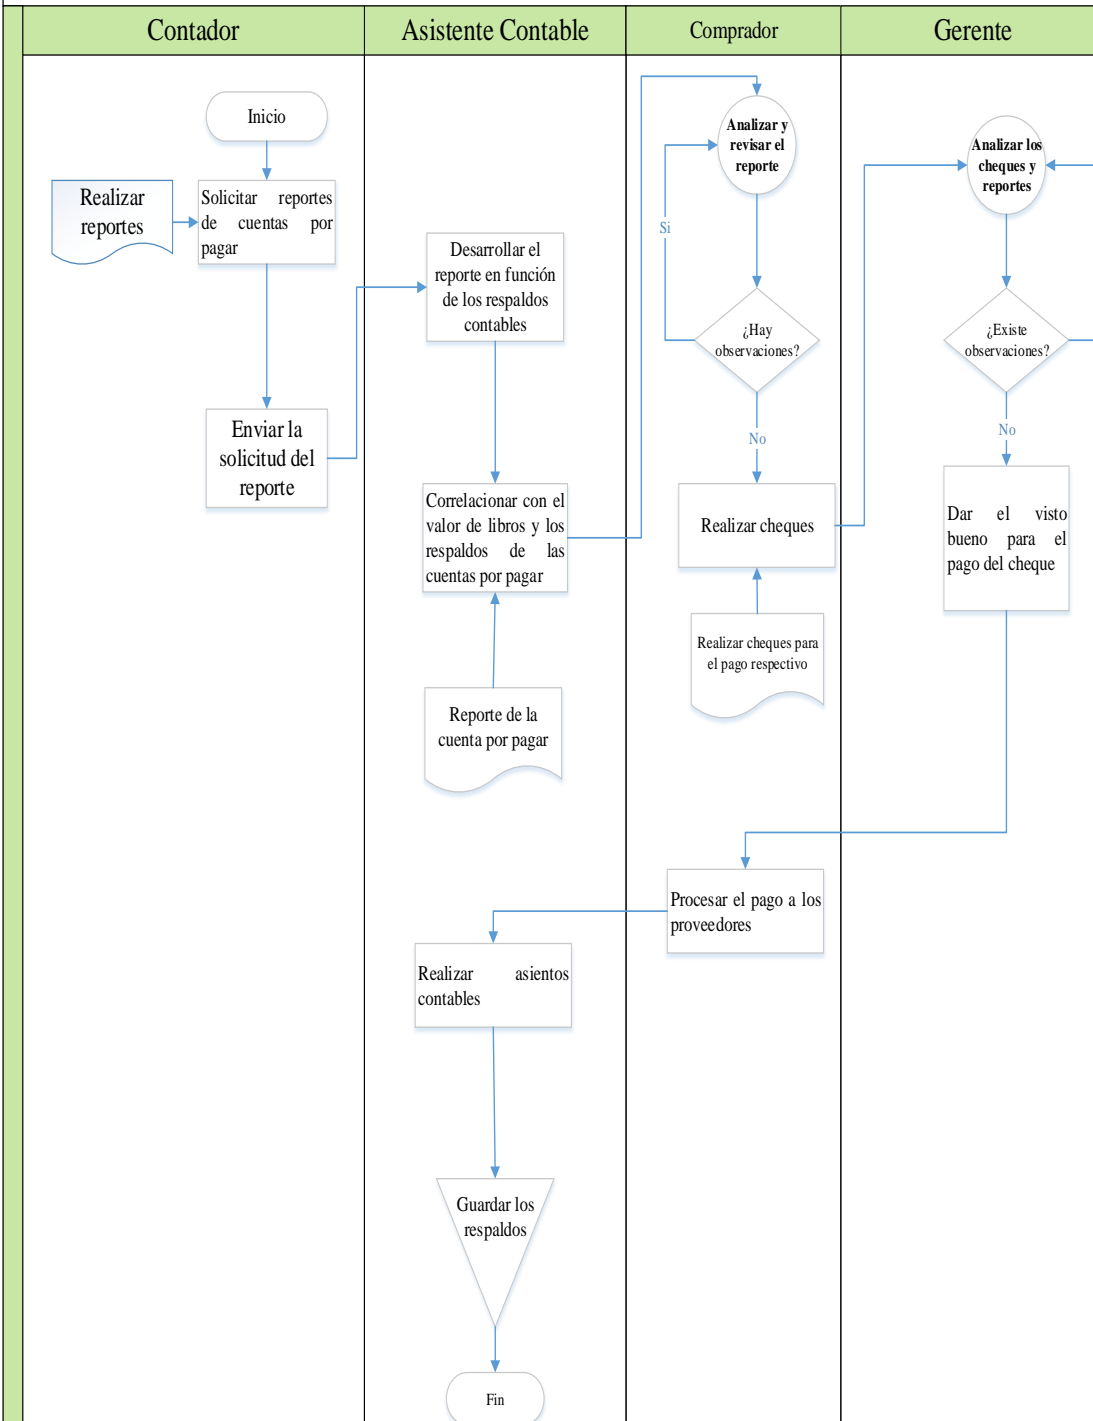 Contador
Asistente Contable
Comprador
Gerente
Inicio
Realizar
reportes
Solicitar reportes
de cuentas por
pagar
Enviar la
solicitud del
reporte
Desarrollar el
reporte en función
de los respaldos
contables
Correlacionar con el
valor de libros y los
respaldos de las
cuentas por pagar
Reporte de la
cuenta por pagar
Analizar y
revisar el
reporte
Si
¿Hay
observaciones?
No
Realizar cheques
Realizar cheques para
el pago respectivo
Analizar los
cheques y
reportes
¿Existe
observaciones?
No
Dar el visto
bueno para el
pago del cheque
Procesar el pago a los
proveedores
Realizar asientos
contables
Guardar los
respaldos
Fin